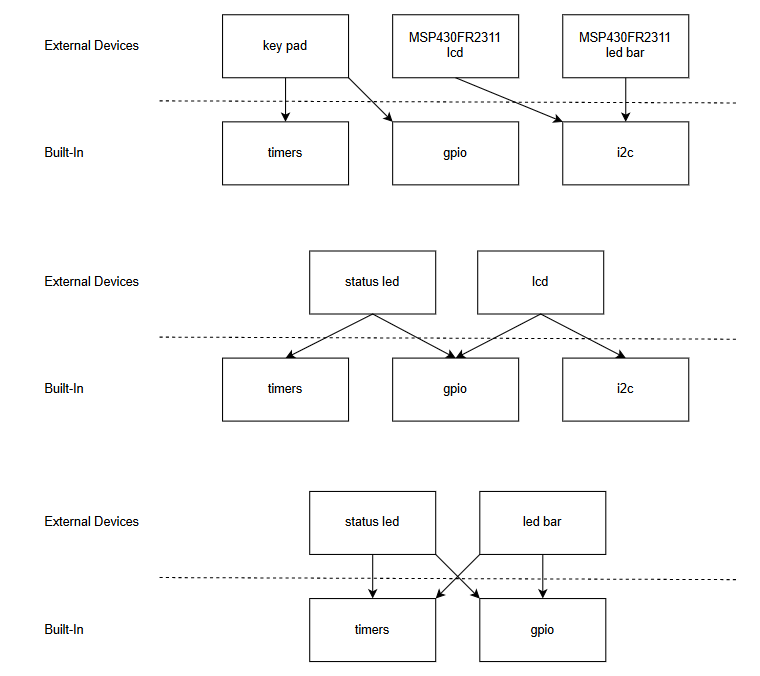 External Devices
key pad
MSP430FR2311
lcd
MSP430FR2311
led bar
Built-In
timers
gpio
i2c
External Devices
status led
lcd
Built-In
timers
gpio
i2c
External Devices
status led
led bar
Built-In
timers
gpio